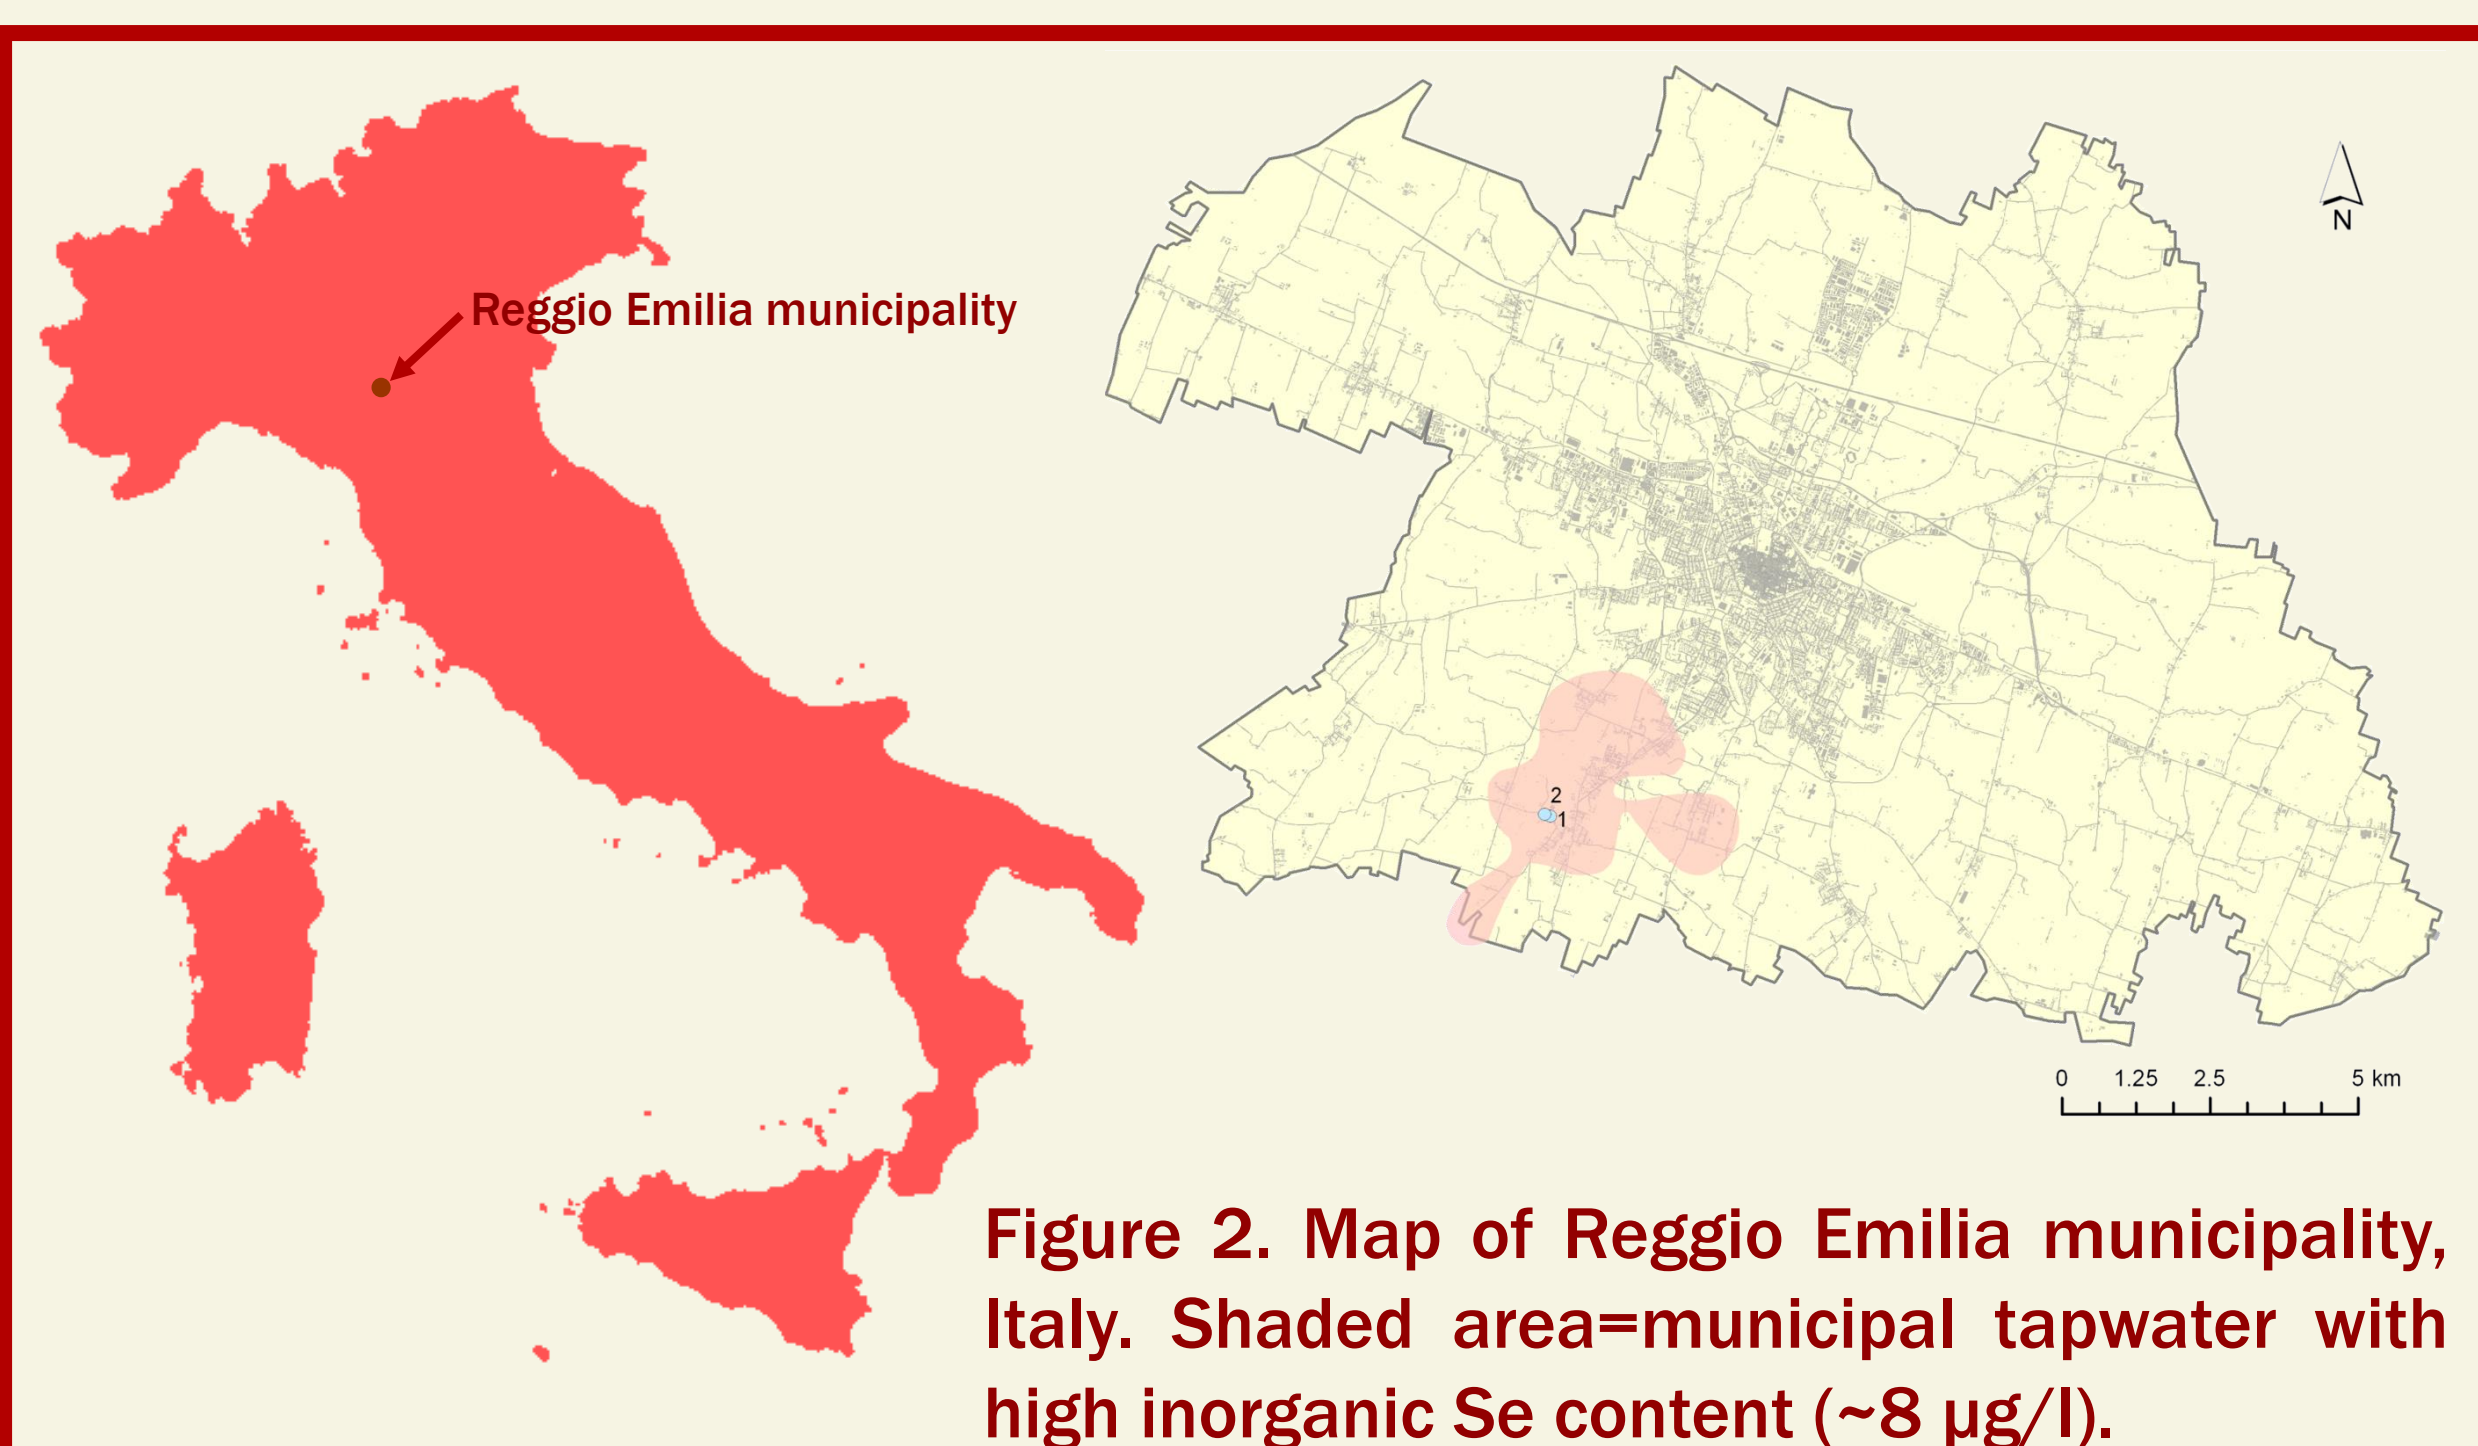 Reggio Emilia municipality
N
2
1
0 1.25 2.5 5 km
Figure 2. Map of Reggio Emilia municipality,
Italy. Shaded area=municipal tapwater with
high inorganic Se content (~8 µg/l).